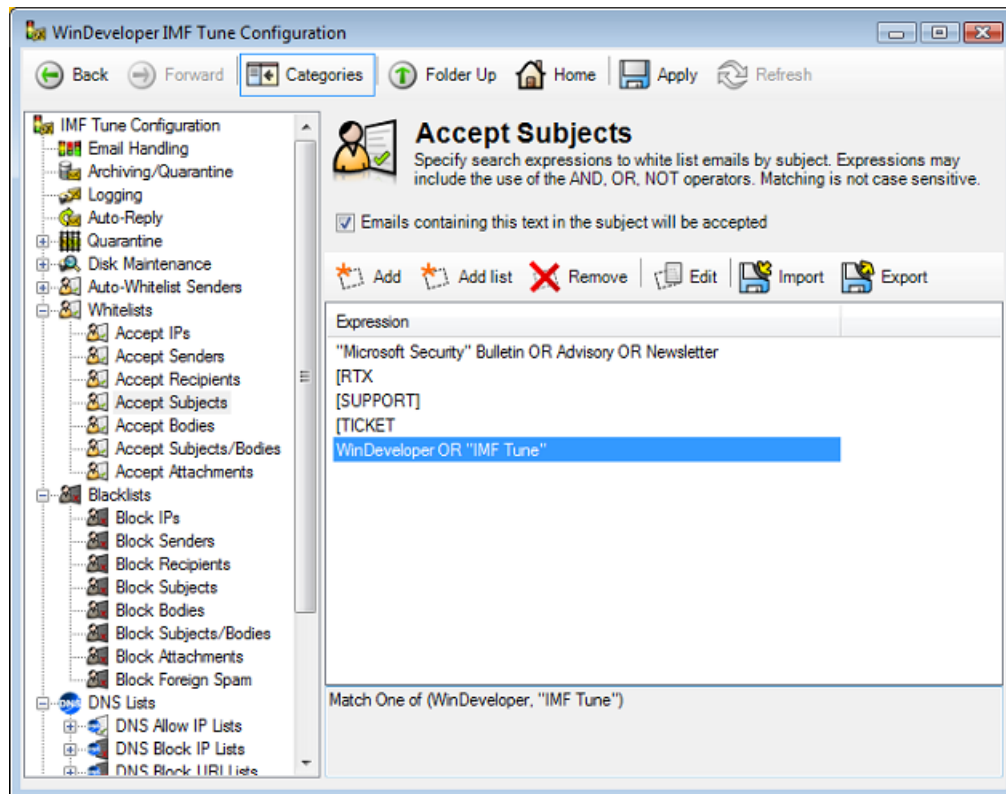 WinDeveloper IMF Tune Configuration
Back Forward Categories Folder Up Home Apply Refresh
IMF Tune Configuration
Email Handling
Archiving/Quarantine
Logging
Auto-Reply
Quarantine
Disk Maintenance
Auto-Whitelist Senders
Whitelists
Accept IPs
Accept Senders
Accept Recipients
Accept Subjects
Accept Bodies
Accept Subjects/Bodies
Accept Attachments
Blacklists
Block IPs
Block Senders
Block Recipients
Block Subjects
Block Bodies
Block Subjects/Bodies
Block Attachments
Block Foreign Spam
DNS Lists
DNS Allow IP Lists
DNS Block IP Lists
DNS Block URI Lists
Accept Subjects
Specify search expressions to white list emails by subject. Expressions may
include the use of the AND, OR, NOT operators. Matching is not case sensitive.
Emails containing this text in the subject will be accepted
Add Add list Remove Edit Import Export
Expression
"Microsoft Security" Bulletin OR Advisory OR Newsletter
[RTX
[SUPPORT]
[TICKET
WinDeveloper OR "IMF Tune"
Match One of (WinDeveloper, "IMF Tune")